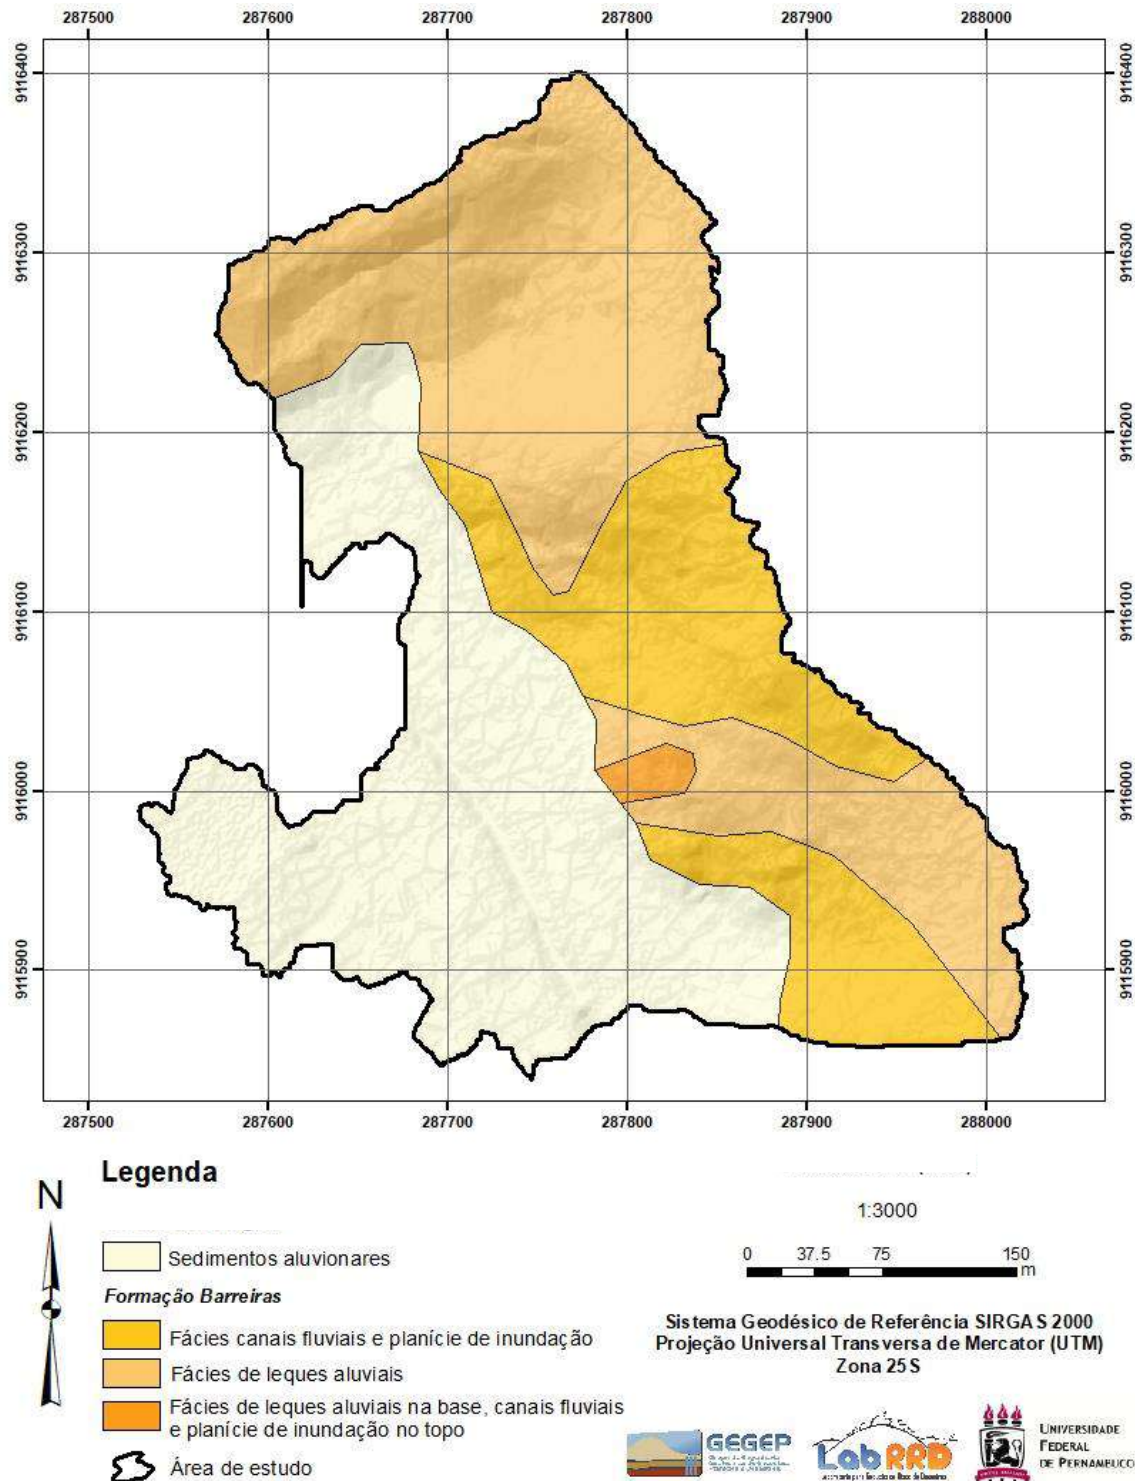 287500 287600 287700 287800 287900 288000
9116400 9116400
9116300 9116300
9116200 9116200
9116100 9116100
9116000 9116000
9115900 9115900
287500 287600 287700 287800 287900 288000
Legenda
N
Sedimentos aluvionares
Formação Barreiras
Fácies canais fluviais e planície de inundação
Fácies de leques aluviais
Fácies de leques aluviais na base, canais fluviais
e planície de inundação no topo
Área de estudo
1:3000
0 37.5 75 150
m
Sistema Geodésico de Referência SIRGAS 2000
Projeção Universal Transversa de Mercator (UTM)
Zona 25 S
GEGEP
LabRRD
UNIVERSIDADE
FEDERAL
DE PERNAMBUCO